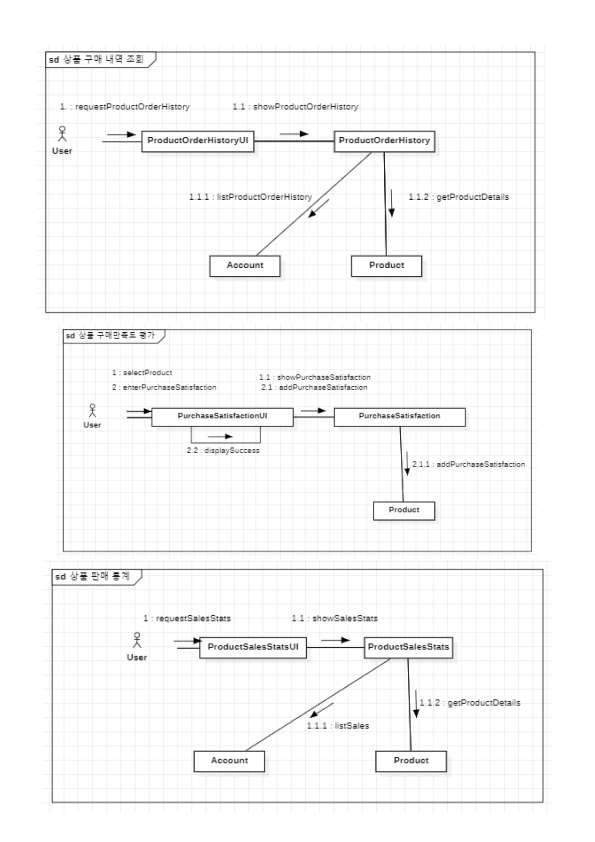 sd 상품 구매 내역 조회
1. : requestProductOrderHistory
1.1 : showProductOrderHistory
User
ProductOrderHistoryUI
ProductOrderHistory
1.1.1 : listProductOrderHistory
1.1.2 : getProductDetails
Account
Product
sd 상품 구매만족도 평가
1 : selectProduct
2 : enterPurchaseSatisfaction
1.1 : showPurchaseSatisfaction
2.1 : addPurchaseSatisfaction
User
PurchaseSatisfactionUI
PurchaseSatisfaction
2.2 : displaySuccess
2.1.1 : addPurchaseSatisfaction
Product
sd 상품 판매 통계
1 : requestSalesStats
1.1 : showSalesStats
User
ProductSalesStatsUI
ProductSalesStats
1.1.2 : getProductDetails
1.1.1 : listSales
Account
Product